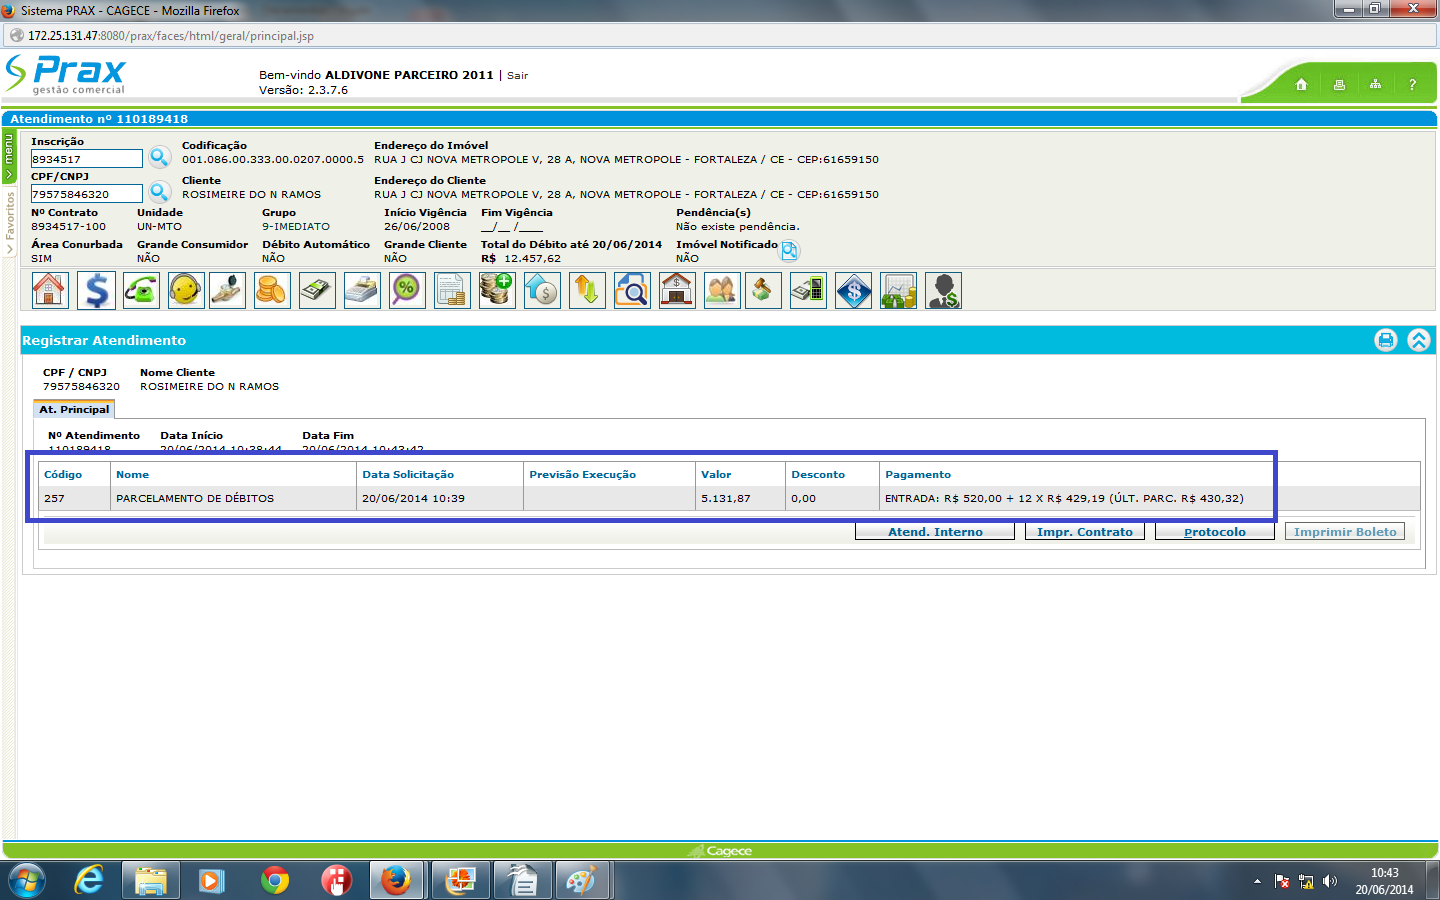 Sistema PRAX - CAGECE - Mozilla Firefox
172.25.131.47:8080/prax/faces/html/geral/principal.jsp
Prax
gestão comercial
Bem-vindo ALDIVONE PARCEIRO 2011 | Sair
Versão: 2.3.7.6
?
Atendimento nº 110189418
menu
Favoritos
Inscrição Codificação Endereço do Imóvel
8934517 001.086.00.333.00.0207.0000.5 RUA J CJ NOVA METROPOLE V, 28 A, NOVA METROPOLE - FORTALEZA / CE - CEP:61659150
CPF/CNPJ Cliente Endereço do Cliente
79575846320 ROSIMEIRE DO N RAMOS RUA J CJ NOVA METROPOLE V, 28 A, NOVA METROPOLE - FORTALEZA / CE - CEP:61659150
Nº Contrato Unidade Grupo Início Vigência Fim Vigência Pendência(s)
8934517-100 UN-MTO 9-IMEDIATO 26/06/2008 __/__ /____ Não existe pendência.
Área Conurbada Grande Consumidor Débito Automático Grande Cliente Total do Débito até 20/06/2014 Imóvel Notificado
SIM NÃO NÃO NÃO R$ 12.457,62 NÃO
Registrar Atendimento
CPF / CNPJ Nome Cliente
79575846320 ROSIMEIRE DO N RAMOS
At. Principal
Nº Atendimento Data Início Data Fim
110189418 20/06/2014 10:38:44 20/06/2014 10:43:42
Código Nome Data Solicitação Previsão Execução Valor Desconto Pagamento
257 PARCELAMENTO DE DÉBITOS 20/06/2014 10:39 5.131,87 0,00 ENTRADA: R$ 520,00 + 12 X R$ 429,19 (ÚLT. PARC. R$ 430,32)
Atend. Interno Impr. Contrato Protocolo Imprimir Boleto
Cagece
10:43
20/06/2014